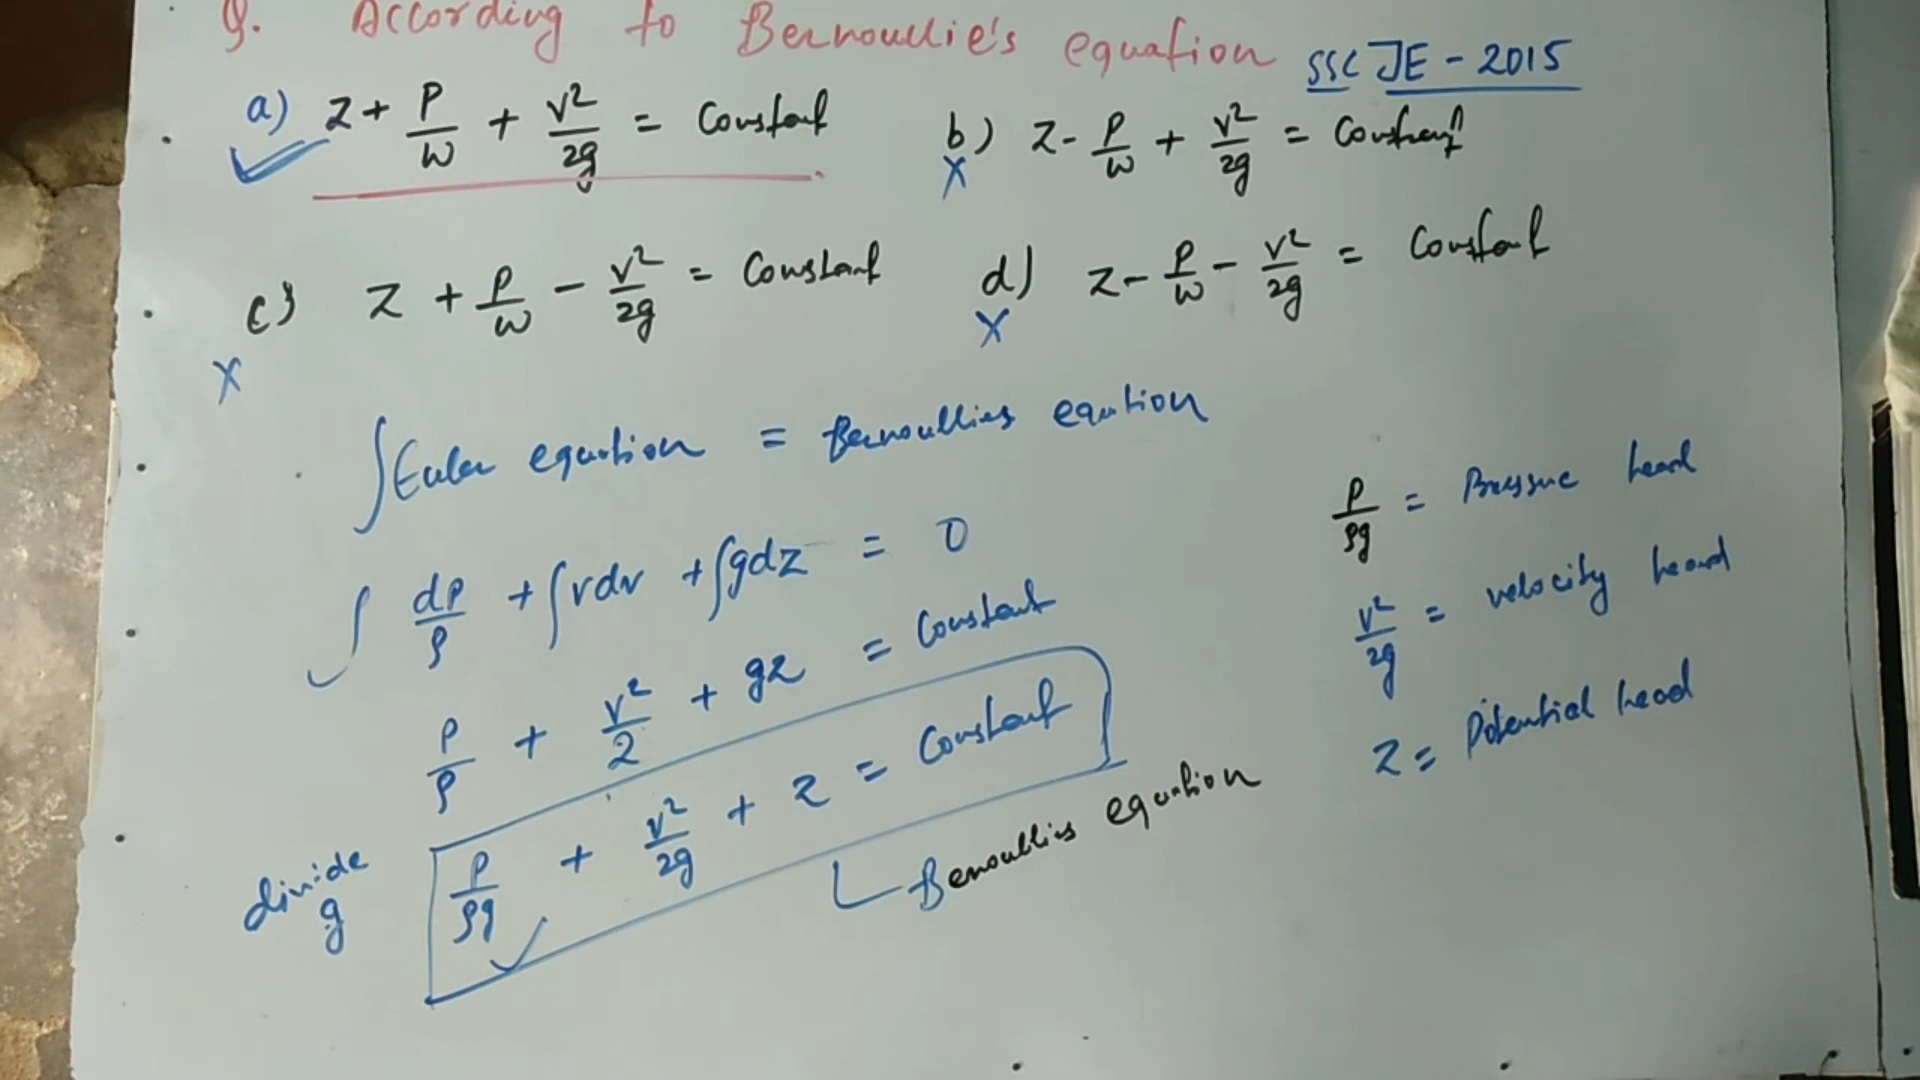 Q. According to Bernoullie's equation SSC JE - 2015
a) Z + P/w + v²/2g = Constant
b) Z - P/w + v²/2g = Constant
c) Z + P/w - v²/2g = Constant
d) Z - P/w - v²/2g = Constant
∫Euler equation = Bernoullies eqution
∫ dp/ρ + ∫vdv + ∫gdz = 0
P/ρ + v²/2 + gz = Constant
divide g
P/ρg + v²/2g + z = Constant
Bernoullies equation
P/ρg = Pressure head
v²/2g = velocity head
Z = Potential head